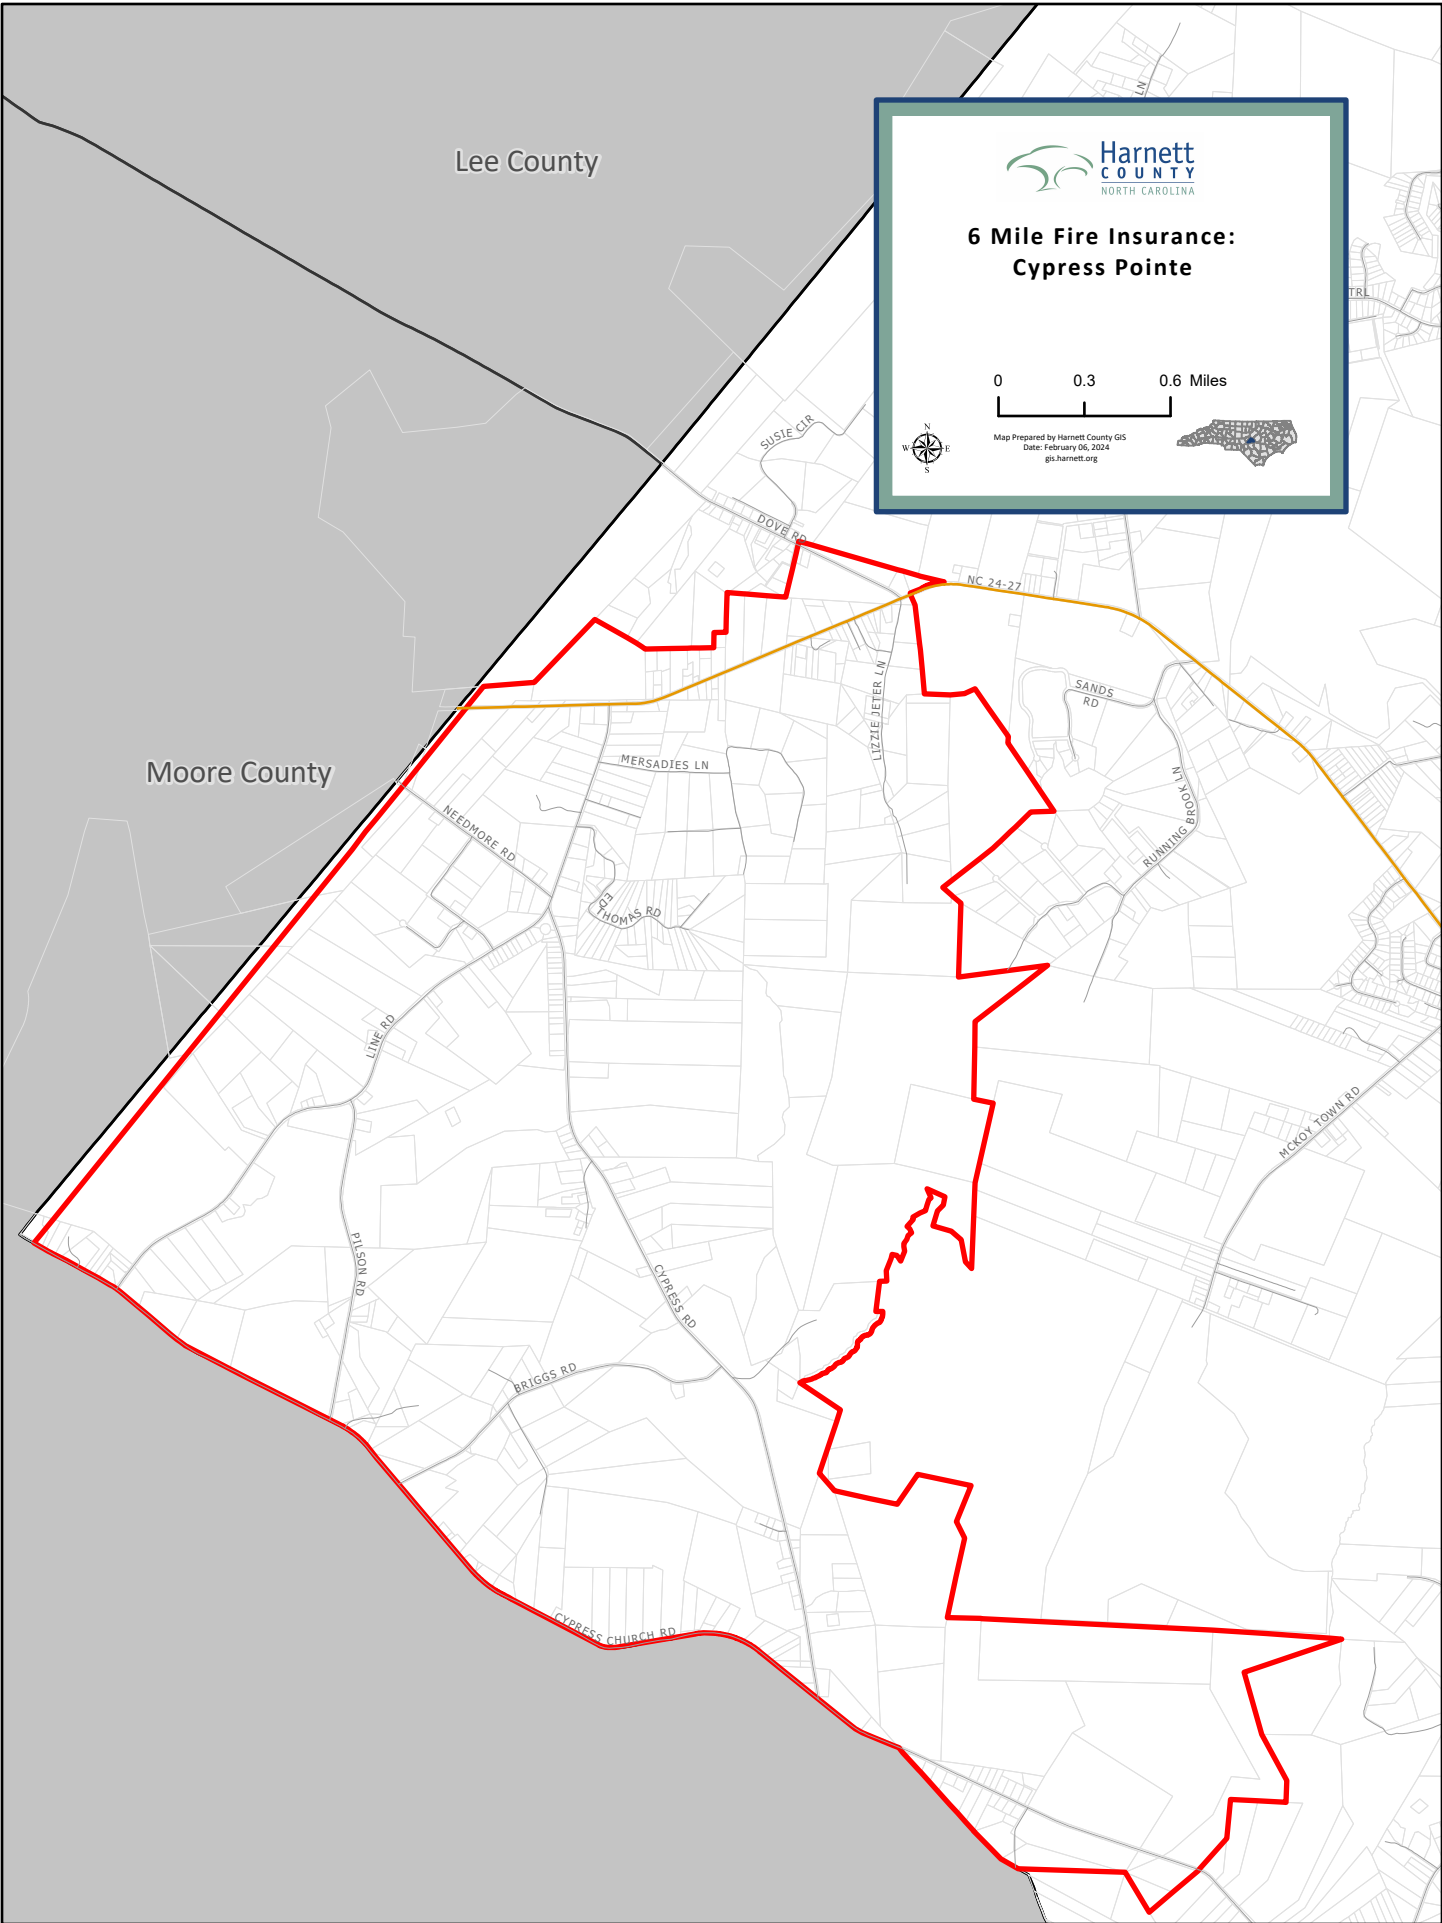 LN
Lee County
Harnett
COUNTY
NORTH CAROLINA
6 Mile Fire Insurance:
Cypress Pointe
TRL
0 0.3 0.6 Miles
N
W E
S
Map Prepared by Harnett County GIS
Date: February 06, 2024
gis.harnett.org
SUSIE CIR
DOVE RD
NC 24-27
LIZZIE JETER LN
SANDS
RD
MERSADIES LN
Moore County
NEEDMORE RD
RUNNING BROOK LN
ED
THOMAS RD
LINE RD
MCKOY TOWN RD
PILSON RD
CYPRESS RD
BRIGGS RD
CYPRESS CHURCH RD